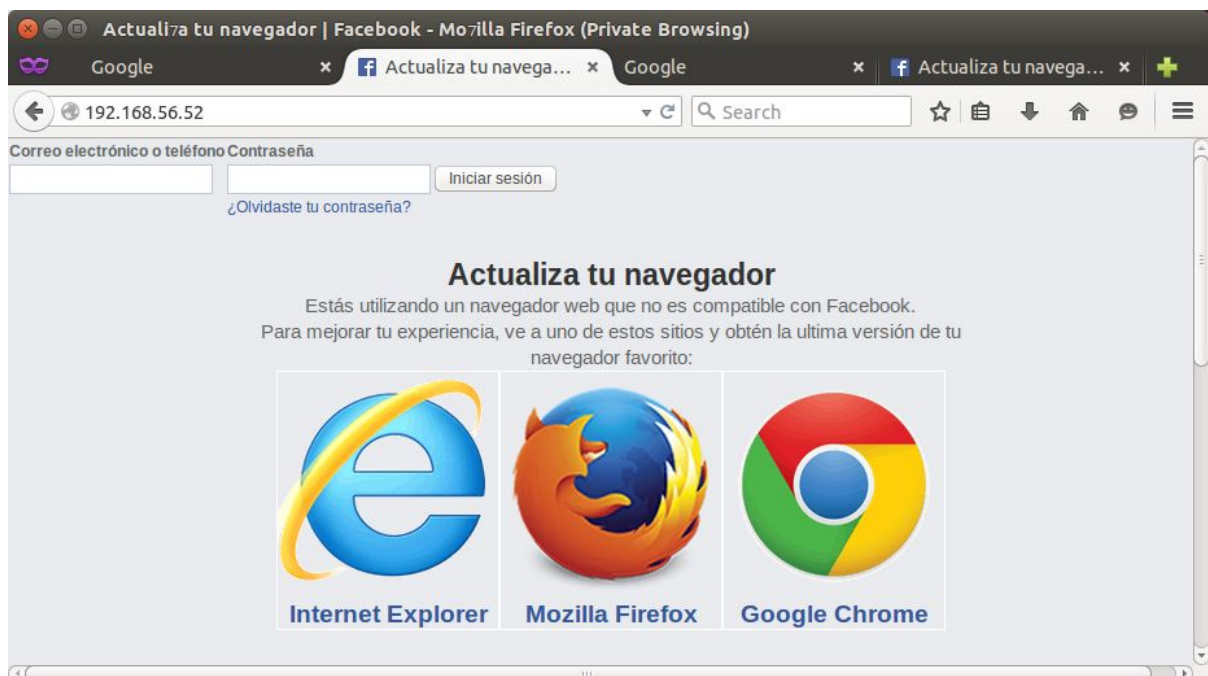 Actualiza tu navegador | Facebook - Mozilla Firefox (Private Browsing)
Google
Actualiza tu navega...
Google
Actualiza tu navega...
192.168.56.52
Search
Correo electrónico o teléfono Contraseña
Iniciar sesión
¿Olvidaste tu contraseña?
Actualiza tu navegador
Estás utilizando un navegador web que no es compatible con Facebook.
Para mejorar tu experiencia, ve a uno de estos sitios y obtén la ultima versión de tu
navegador favorito:
Internet Explorer Mozilla Firefox Google Chrome